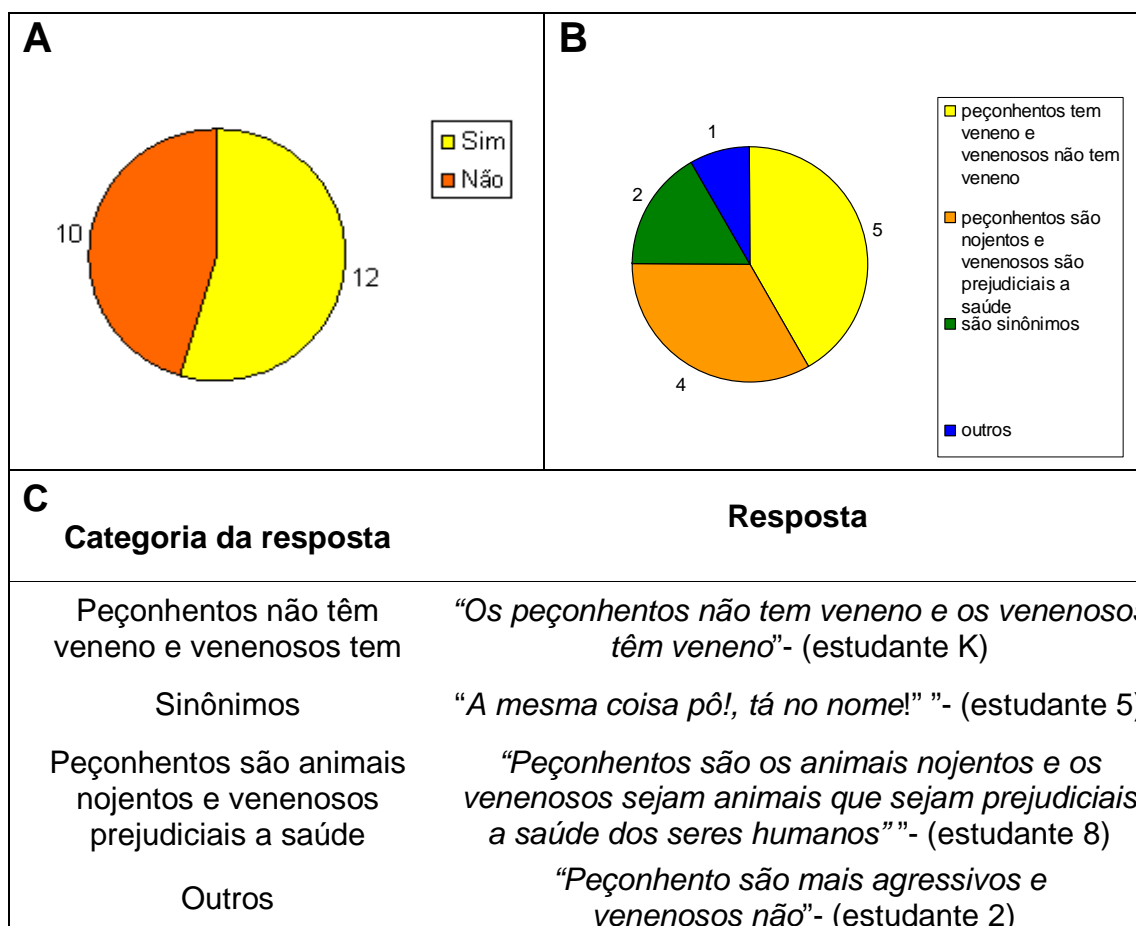 A
Sim
Não
10
12
B
1
2
5
4
peçonhentos tem
veneno e
venenosos não tem
veneno
peçonhentos são
nojentos e
venenosos são
prejudiciais a
saúde
são sinônimos
outros
C
Categoria da resposta
Resposta
Peçonhentos não têm
veneno e venenosos tem
“Os peçonhentos não tem veneno e os venenosos
têm veneno”- (estudante K)
Sinônimos
“A mesma coisa pô!, tá no nome!” ”- (estudante 5)
Peçonhentos são animais
nojentos e venenosos
prejudiciais a saúde
“Peçonhentos são os animais nojentos e os
venenosos sejam animais que sejam prejudiciais
a saúde dos seres humanos” ”- (estudante 8)
Outros
“Peçonhento são mais agressivos e
venenosos não”- (estudante 2)